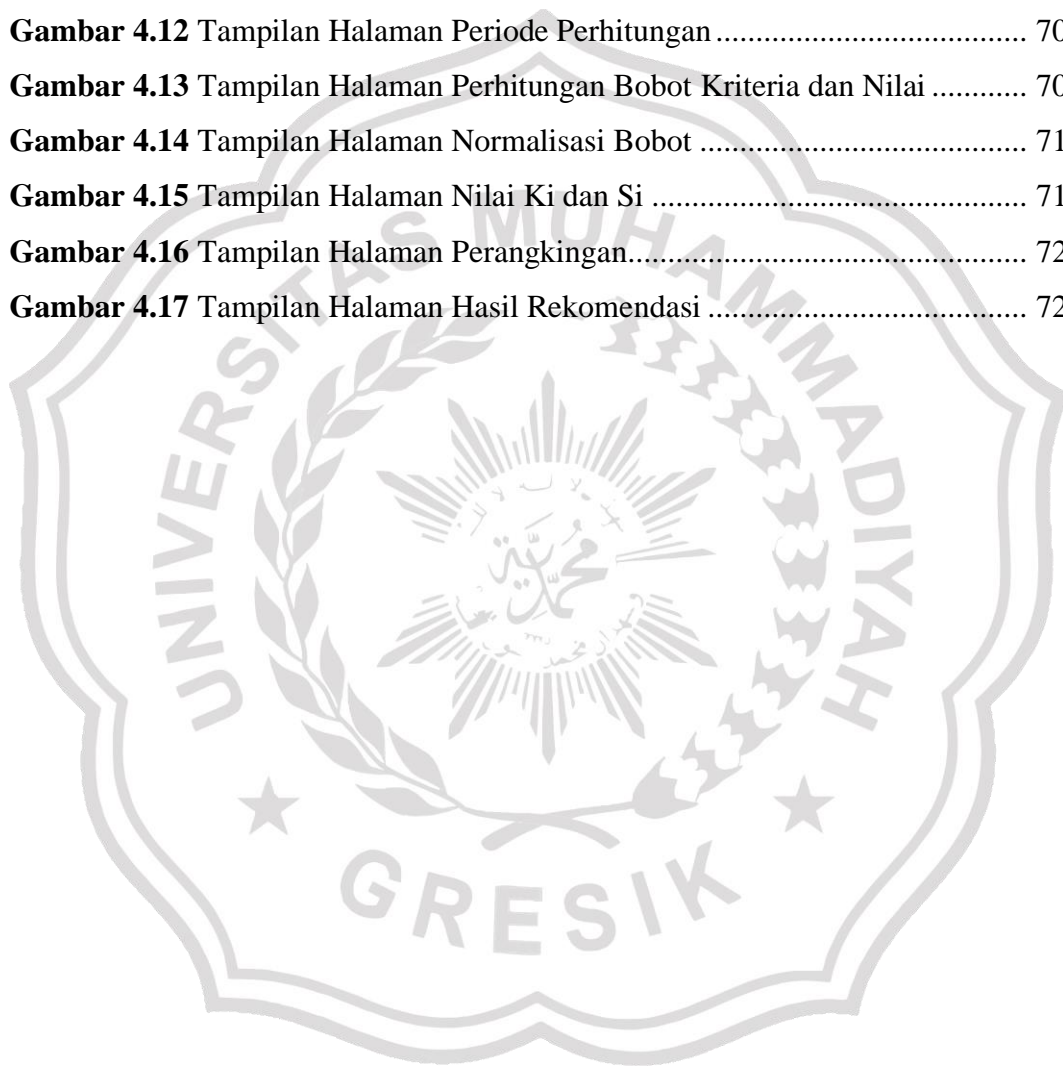 Gambar 4.12 Tampilan Halaman Periode Perhitungan ....................................... 70
Gambar 4.13 Tampilan Halaman Perhitungan Bobot Kriteria dan Nilai ............ 70
Gambar 4.14 Tampilan Halaman Normalisasi Bobot ......................................... 71
Gambar 4.15 Tampilan Halaman Nilai Ki dan Si ............................................... 71
Gambar 4.16 Tampilan Halaman Perangkingan.................................................. 72
Gambar 4.17 Tampilan Halaman Hasil Rekomendasi ........................................ 72
UNIVERSITAS MUHAMMADIYAH
محمد
GRESIK